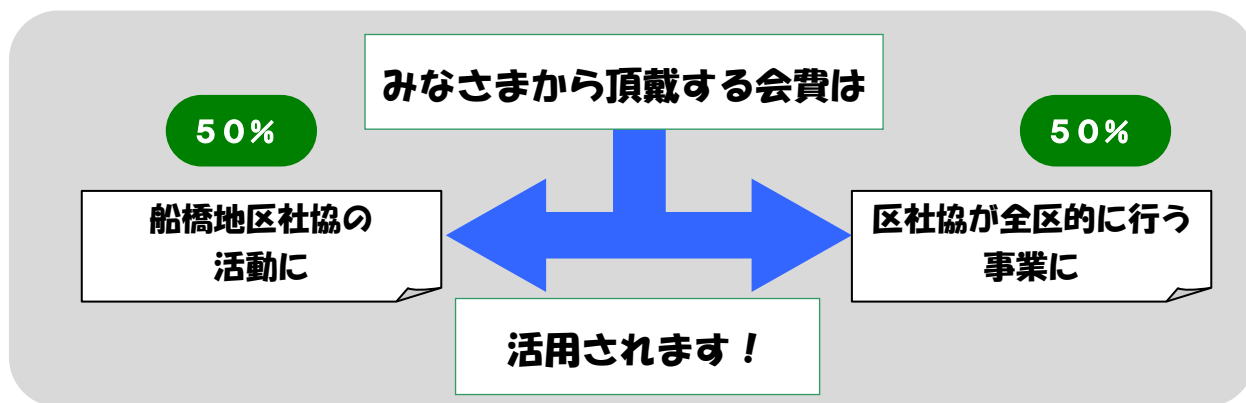 みなさまから頂戴する会費は
50%
50%
船橋地区社協の
活動に
区社協が全区的に行う
事業に
活用されます！